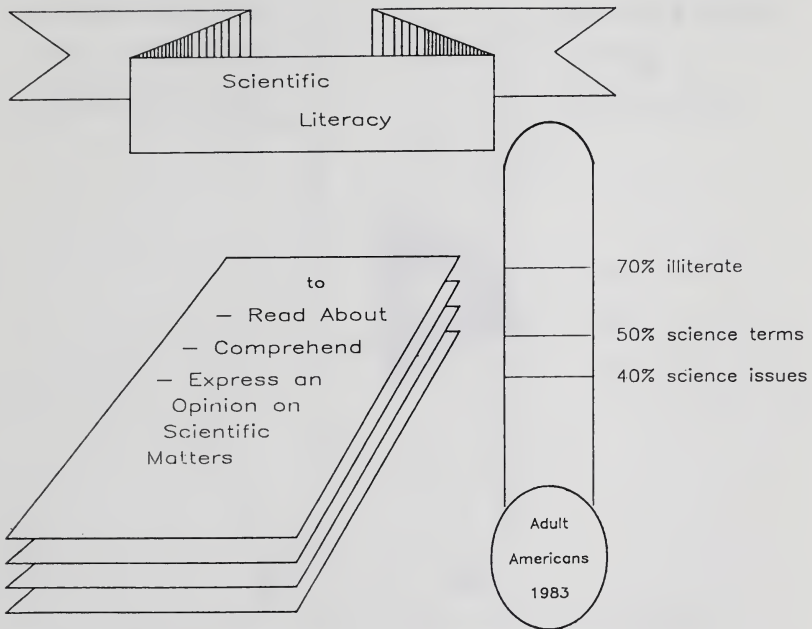 Scientific
Literacy
to
— Read About
— Comprehend
— Express an
Opinion on
Scientific
Matters
70% illiterate
50% science terms
40% science issues
Adult
Americans
1983